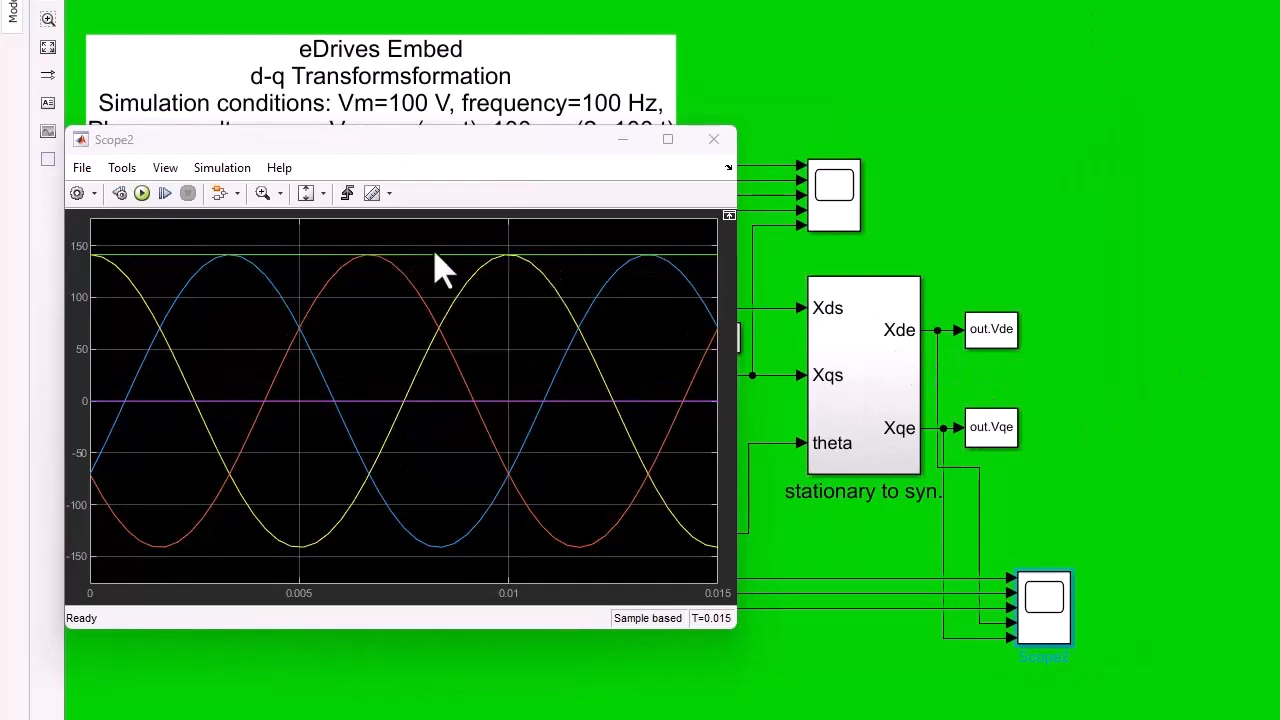 Mode
eDrives Embed
d-q Transformsformation
Simulation conditions: Vm=100 V, frequency=100 Hz,
Scope2
File Tools View Simulation Help
150
100
50
0
-50
-100
-150
0 0.005 0.01 0.015
Ready Sample based T=0.015
Xds
Xqs
theta
Xde
Xqe
stationary to syn.
out.Vde
out.Vqe
Scope2